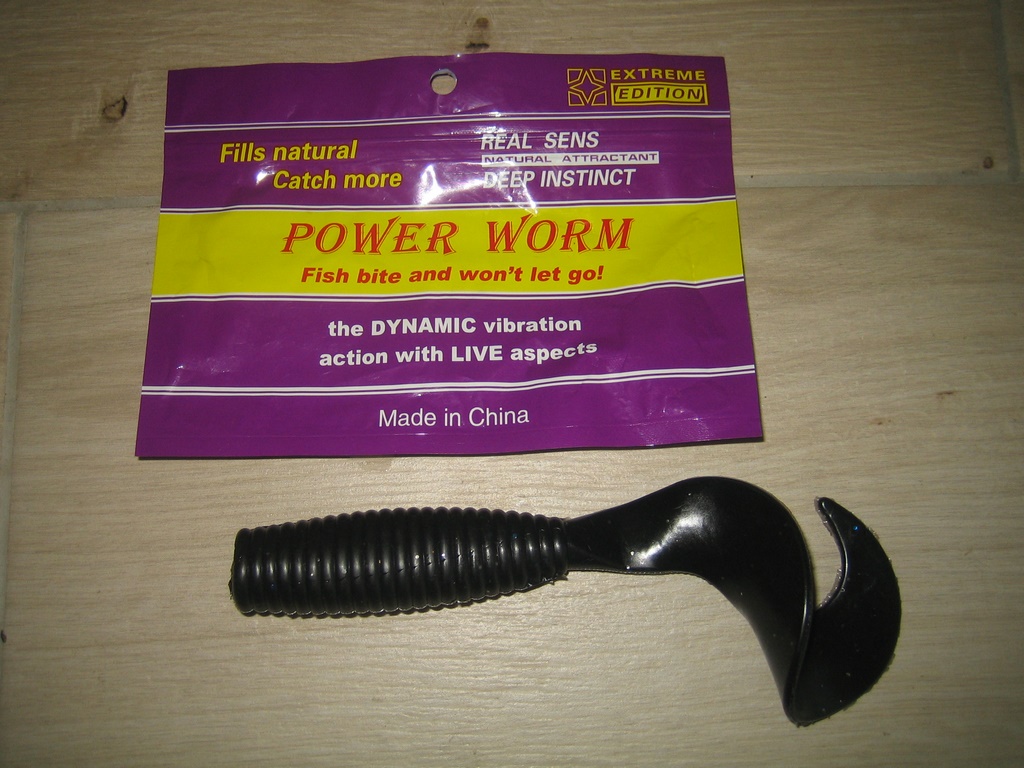 EXTREME
EDITION
Fills natural
Catch more
REAL SENS
NATURAL ATTRACTANT
DEEP INSTINCT
POWER WORM
Fish bite and won't let go!
the DYNAMIC vibration
action with LIVE aspects
Made in China